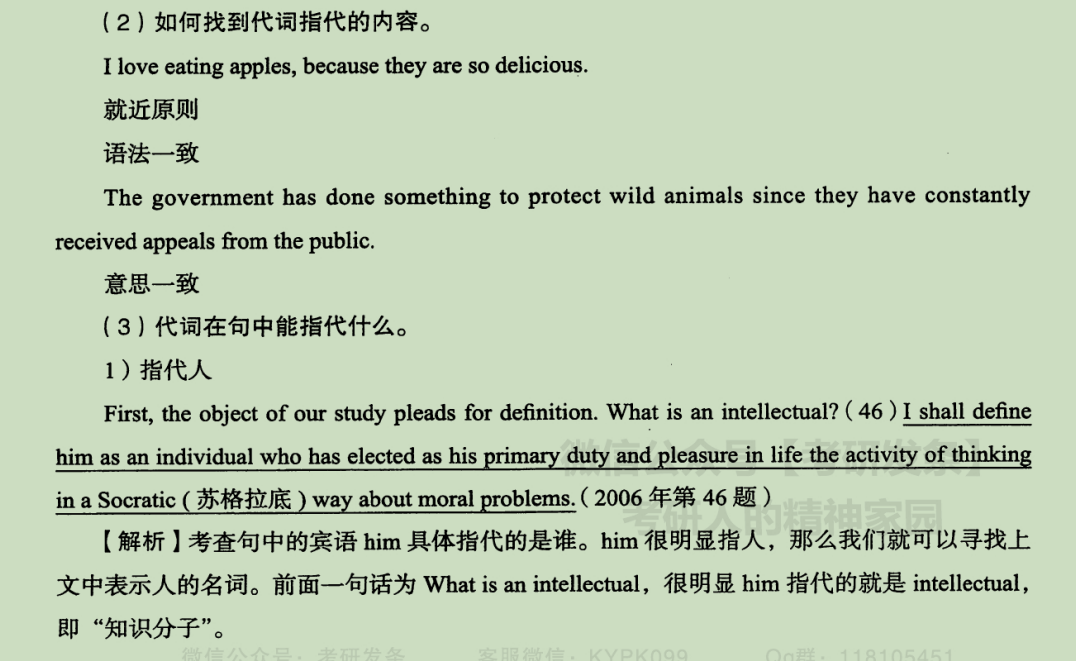 （2）如何找到代词指代的内容。
I love eating apples, because they are so delicious.
就近原则
语法一致
The government has done something to protect wild animals since they have constantly
received appeals from the public.
意思一致
（3）代词在句中能指代什么。
1）指代人
First, the object of our study pleads for definition. What is an intellectual?（46）I shall define
him as an individual who has elected as his primary duty and pleasure in life the activity of thinking
in a Socratic（苏格拉底）way about moral problems.（2006 年第 46 题）
微信公众号【考研发条】
考研人的精神家园
【解析】考查句中的宾语 him 具体指代的是谁。him 很明显指人，那么我们就可以寻找上
文中表示人的名词。前面一句话为 What is an intellectual，很明显 him 指代的就是 intellectual，
即“知识分子”。
微信公众号：考研发条 客服微信：KYPK099 Qq群：118105451